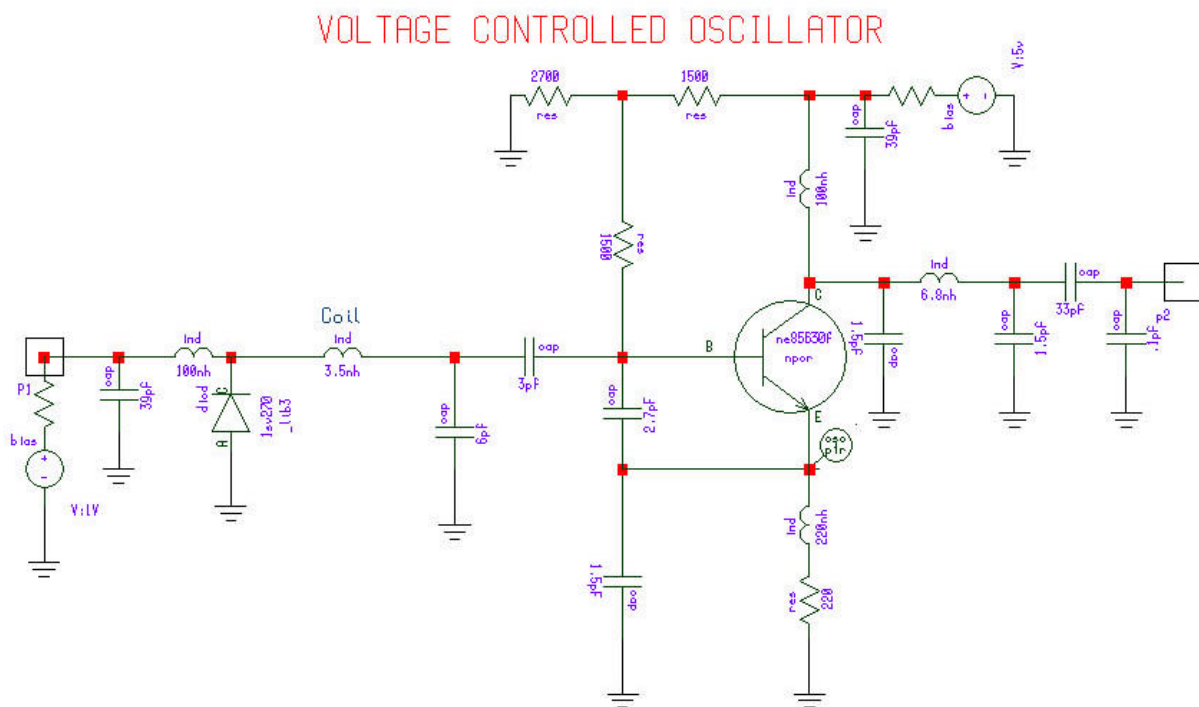 VOLTAGE CONTROLLED OSCILLATOR
2700
res
1500
res
cap
39pF
bias
V:5v
ind
100nh
res
1500
ind
6.8nh
cap
33pF
p2
C
1.5pF
cap
cap
1.5pF
cap
.1pF
B
ne85630f
npor
E
osc
ptr
Coil
P1
cap
39pF
ind
100nh
diod
C
A
1sv270
_lib3
ind
3.5nh
cap
6pF
cap
3pF
cap
2.7pF
bias
V:1V
1.5pF
cap
ind
220nh
res
220